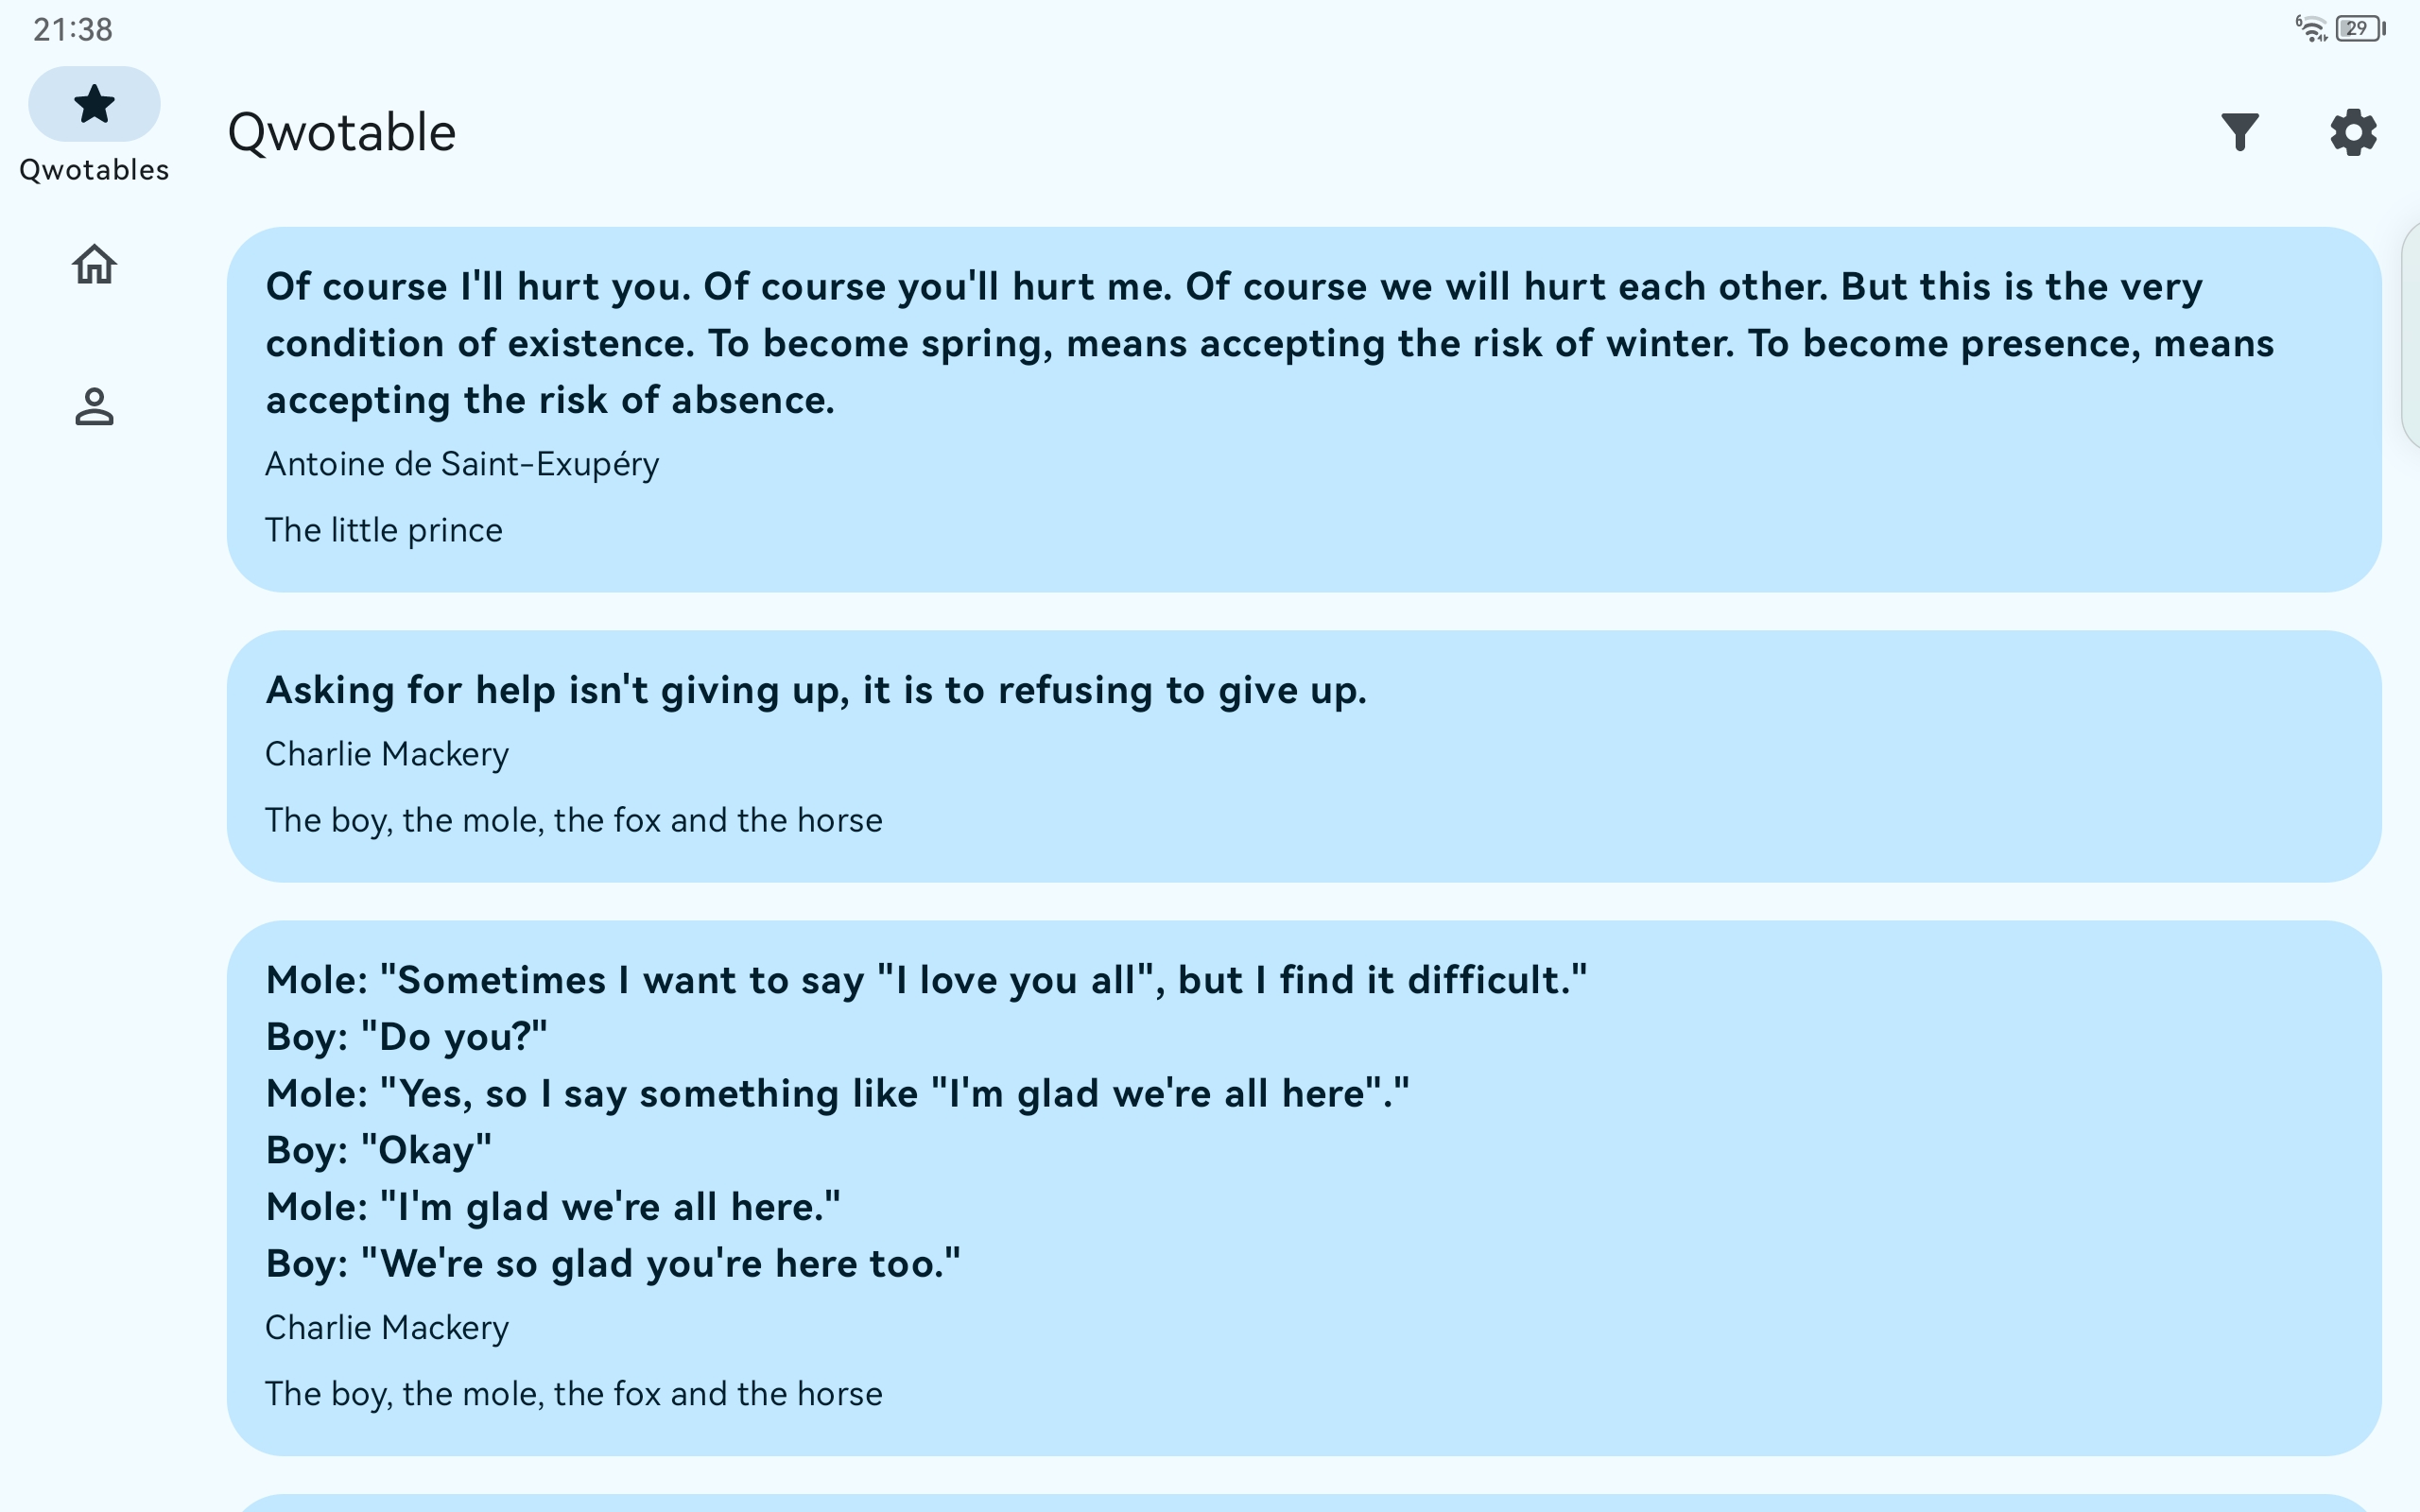 21:38
6
29
Qwotables
Qwotable
Of course I'll hurt you. Of course you'll hurt me. Of course we will hurt each other. But this is the very
condition of existence. To become spring, means accepting the risk of winter. To become presence, means
accepting the risk of absence.
Antoine de Saint-Exupéry
The little prince
Asking for help isn't giving up, it is to refusing to give up.
Charlie Mackery
The boy, the mole, the fox and the horse
Mole: "Sometimes I want to say "I love you all", but I find it difficult."
Boy: "Do you?"
Mole: "Yes, so I say something like "I'm glad we're all here"."
Boy: "Okay"
Mole: "I'm glad we're all here."
Boy: "We're so glad you're here too."
Charlie Mackery
The boy, the mole, the fox and the horse